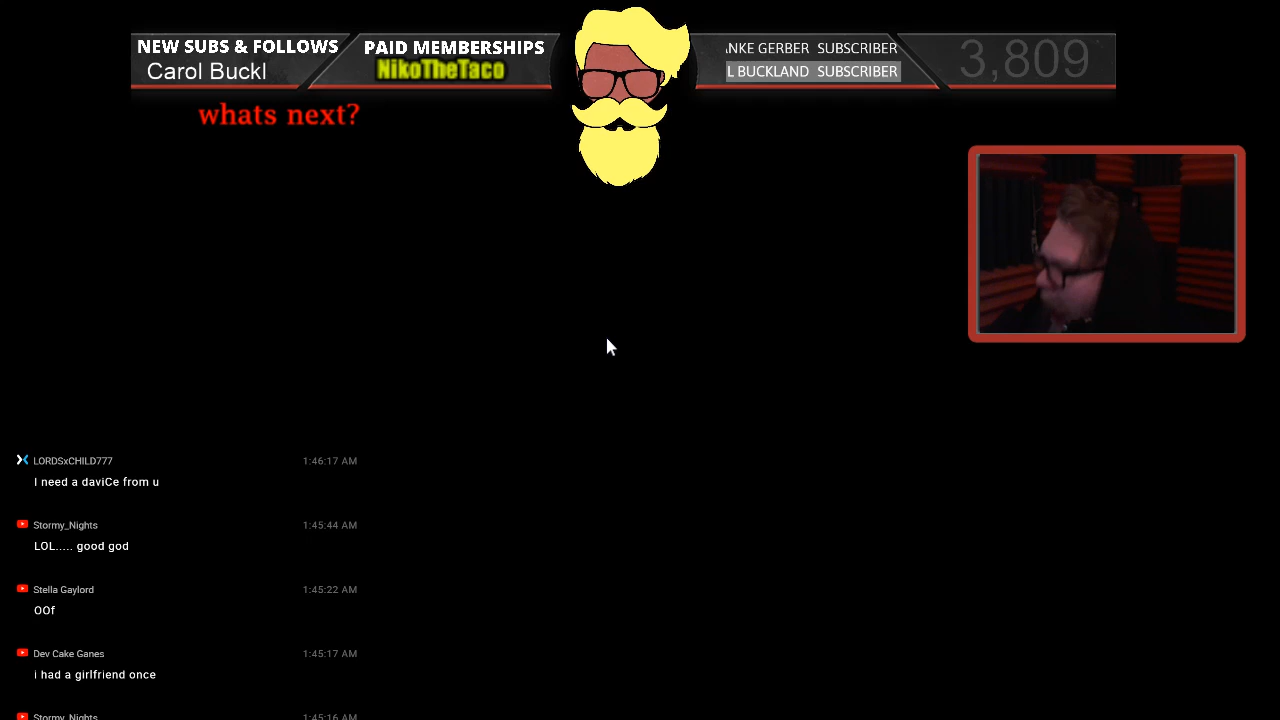 NEW SUBS & FOLLOWS
Carol Buckl
PAID MEMBERSHIPS
NikoTheTaco
NKE GERBER SUBSCRIBER
L BUCKLAND SUBSCRIBER
3,809
whats next?
LORDSxCHILD777 1:46:17 AM
I need a daviCe from u
Stormy_Nights 1:45:44 AM
LOL..... good god
Stella Gaylord 1:45:22 AM
OOf
Dev Cake Ganes 1:45:17 AM
i had a girlfriend once
Stormy_Nights 1:45:16 AM